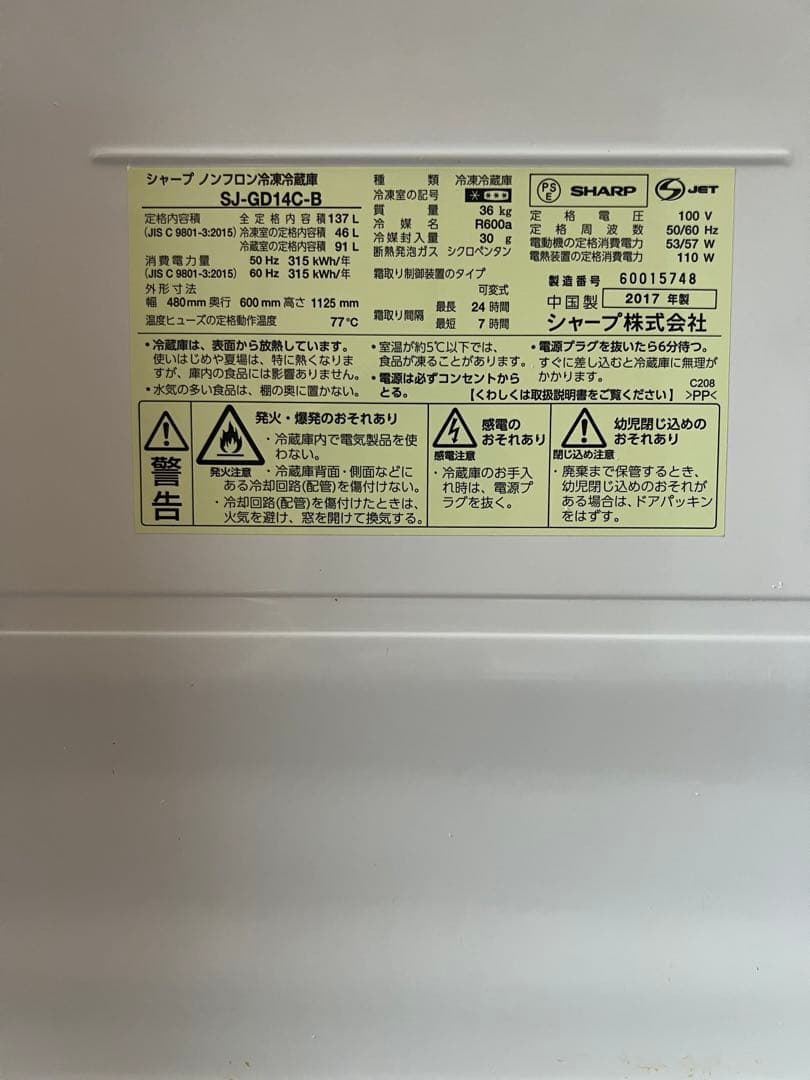 シャープ ノンフロン冷凍冷蔵庫
SJ-GD14C-B
定格内容積 全定格内容積 137 L
(JIS C 9801-3:2015) 冷凍室の定格内容積 46 L
冷蔵室の定格内容積 91 L
消費電力量 50 Hz 315 kWh/年
(JIS C 9801-3:2015) 60 Hz 315 kWh/年
外形寸法
幅 480mm 奥行 600mm 高さ 1125 mm
温度ヒューズの定格動作温度 77℃
種類 冷凍冷蔵庫
冷凍室の記号
質量 36 kg
冷媒名 R600a
冷媒封入量 30 g
断熱発泡ガス シクロペンタン
霜取り制御装置のタイプ
可変式
霜取り間隔 最長 24 時間
最短 7 時間
PSE SHARP JET
定格電圧 100 V
定格周波数 50/60 Hz
電動機の定格消費電力 53/57 W
電熱装置の定格消費電力 110 W
製造番号 60015748
中国製 2017 年製
シャープ株式会社
・冷蔵庫は、表面から放熱しています。
使いはじめや夏場は、特に熱くなりま
すが、庫内の食品には影響ありません。
・水気の多い食品は、棚の奥に置かない。
・室温が約5℃以下では、
食品が凍ることがあります。
・電源は必ずコンセントから
とる。
・電源プラグを抜いたら6分待つ。
すぐに差し込むと冷蔵庫に無理が
かかります。
C208
【くわしくは取扱説明書をご覧ください】 >PP<
警告
発火・爆発のおそれあり
・冷蔵庫内で電気製品を使
わない。
発火注意
・冷蔵庫背面・側面などに
ある冷却回路(配管)を傷付けない。
・冷却回路(配管)を傷付けたときは、
火気を避け、窓を開けて換気する。
感電の
おそれあり
感電注意
・冷蔵庫のお手入
れ時は、電源プ
ラグを抜く。
幼児閉じ込めの
おそれあり
閉じ込め注意
・廃棄まで保管するとき、
幼児閉じ込めのおそれが
ある場合は、ドアパッキン
をはずす。